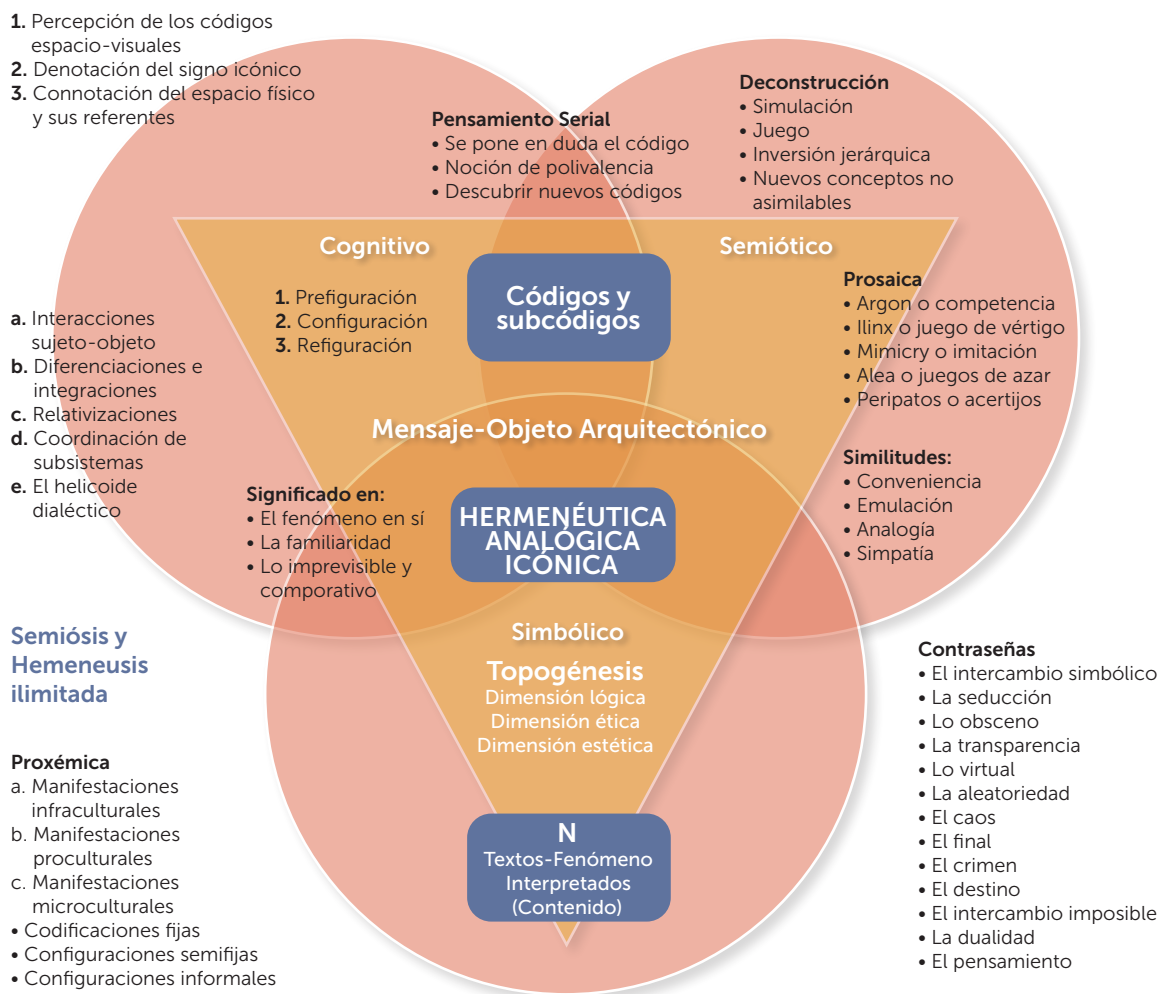 1. Percepción de los códigos
espacio-visuales
2. Denotación del signo icónico
3. Connotación del espacio físico
y sus referentes
Pensamiento Serial
• Se pone en duda el código
• Noción de polivalencia
• Descubrir nuevos códigos
Deconstrucción
• Simulación
• Juego
• Inversión jerárquica
• Nuevos conceptos no
asimilables
Cognitivo
Semiótico
1. Prefiguración
2. Configuración
3. Refiguración
Códigos y
subcódigos
Prosaica
• Argon o competencia
• Ilinx o juego de vértigo
• Mimicry o imitación
• Alea o juegos de azar
• Peripatos o acertijos
a. Interacciones
sujeto-objeto
b. Diferenciaciones e
integraciones
c. Relativizaciones
d. Coordinación de
subsistemas
e. El helicoide
dialéctico
Mensaje-Objeto Arquitectónico
Significado en:
• El fenómeno en sí
• La familiaridad
• Lo imprevisible y
comporativo
HERMENÉUTICA
ANALÓGICA
ICÓNICA
Similitudes:
• Conveniencia
• Emulación
• Analogía
• Simpatía
Semiósis y
Hemeneusis
ilimitada
Simbólico
Topogénesis
Dimensión lógica
Dimensión ética
Dimensión estética
Proxémica
a. Manifestaciones
infraculturales
b. Manifestaciones
proculturales
c. Manifestaciones
microculturales
• Codificaciones fijas
• Configuraciones semifijas
• Configuraciones informales
N
Textos-Fenómeno
Interpretados
(Contenido)
Contraseñas
• El intercambio simbólico
• La seducción
• Lo obsceno
• La transparencia
• Lo virtual
• La aleatoriedad
• El caos
• El final
• El crimen
• El destino
• El intercambio imposible
• La dualidad
• El pensamiento